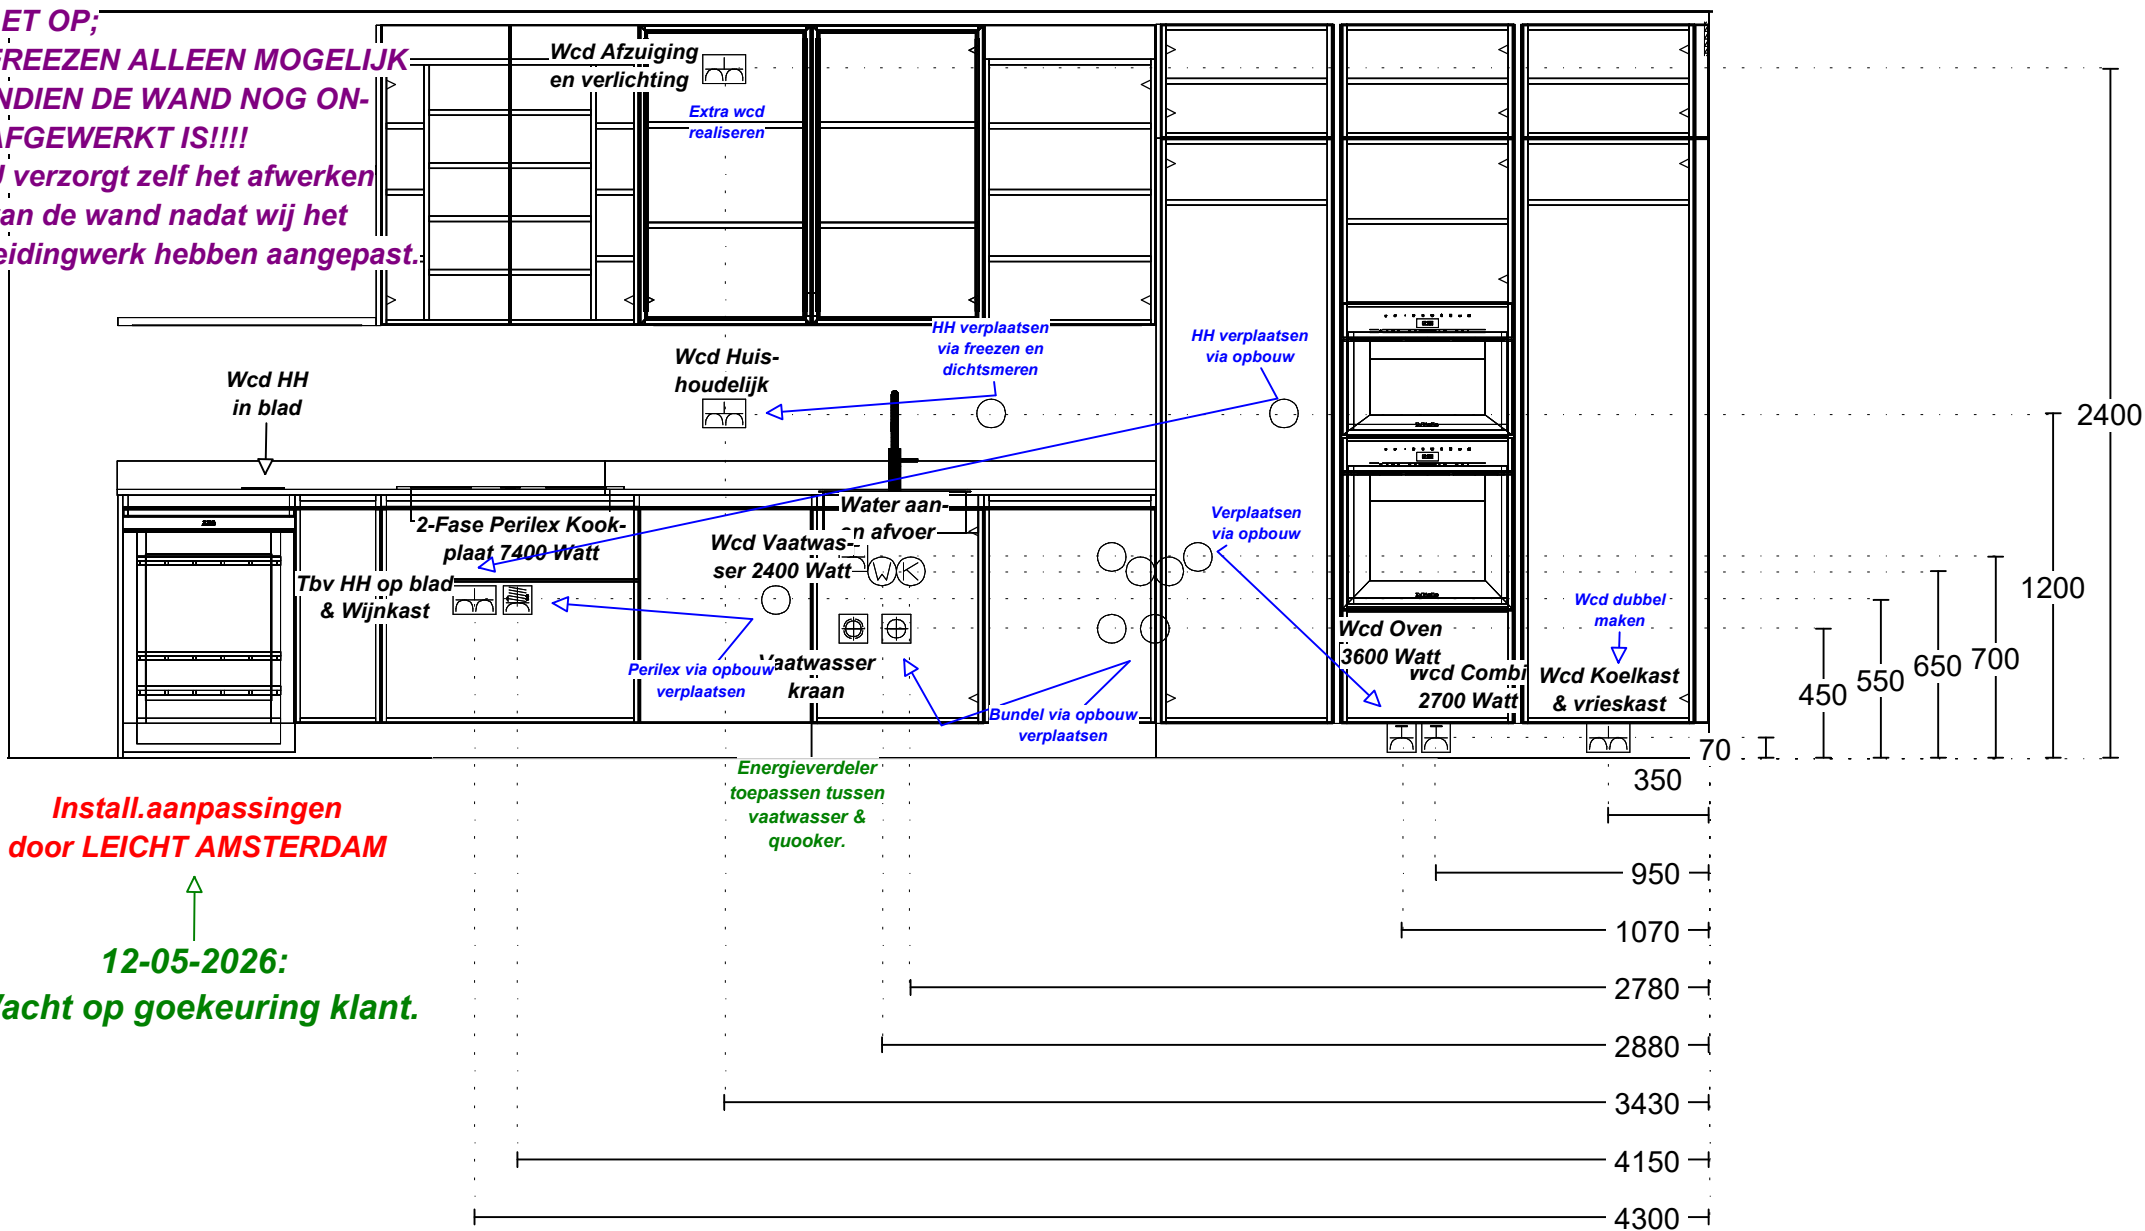 ET OP;
REEZEN ALLEEN MOGELIJK
NDIEN DE WAND NOG ON-
AFGEWERKT IS!!!!
J verzorgt zelf het afwerken
an de wand nadat wij het
eidingwerk hebben aangepast.
Wcd Afzuiging
en verlichting
Extra wcd
realiseren
Wcd HH
in blad
Wcd Huis-
houdelijk
HH verplaatsen
via freezen en
dichtsmeren
HH verplaatsen
via opbouw
2-Fase Perilex Kook-
plaat 7400 Watt
Tbv HH op blad
& Wijnkast
Wcd Vaatwas-
ser 2400 Watt
Water aan-
n afvoer
W K
Verplaatsen
via opbouw
Perilex via opbouw
verplaatsen
Vaatwasser
kraan
Bundel via opbouw
verplaatsen
Wcd Oven
3600 Watt
Wcd Combi
2700 Watt
Wcd dubbel
maken
Wcd Koelkast
& vrieskast
Energieverdeler
toepassen tussen
vaatwasser &
quooker.
Install.aanpassingen
door LEICHT AMSTERDAM
12-05-2026:
acht op goekeuring klant.
2400
1200
700
650
550
450
70
350
950
1070
2780
2880
3430
4150
4300